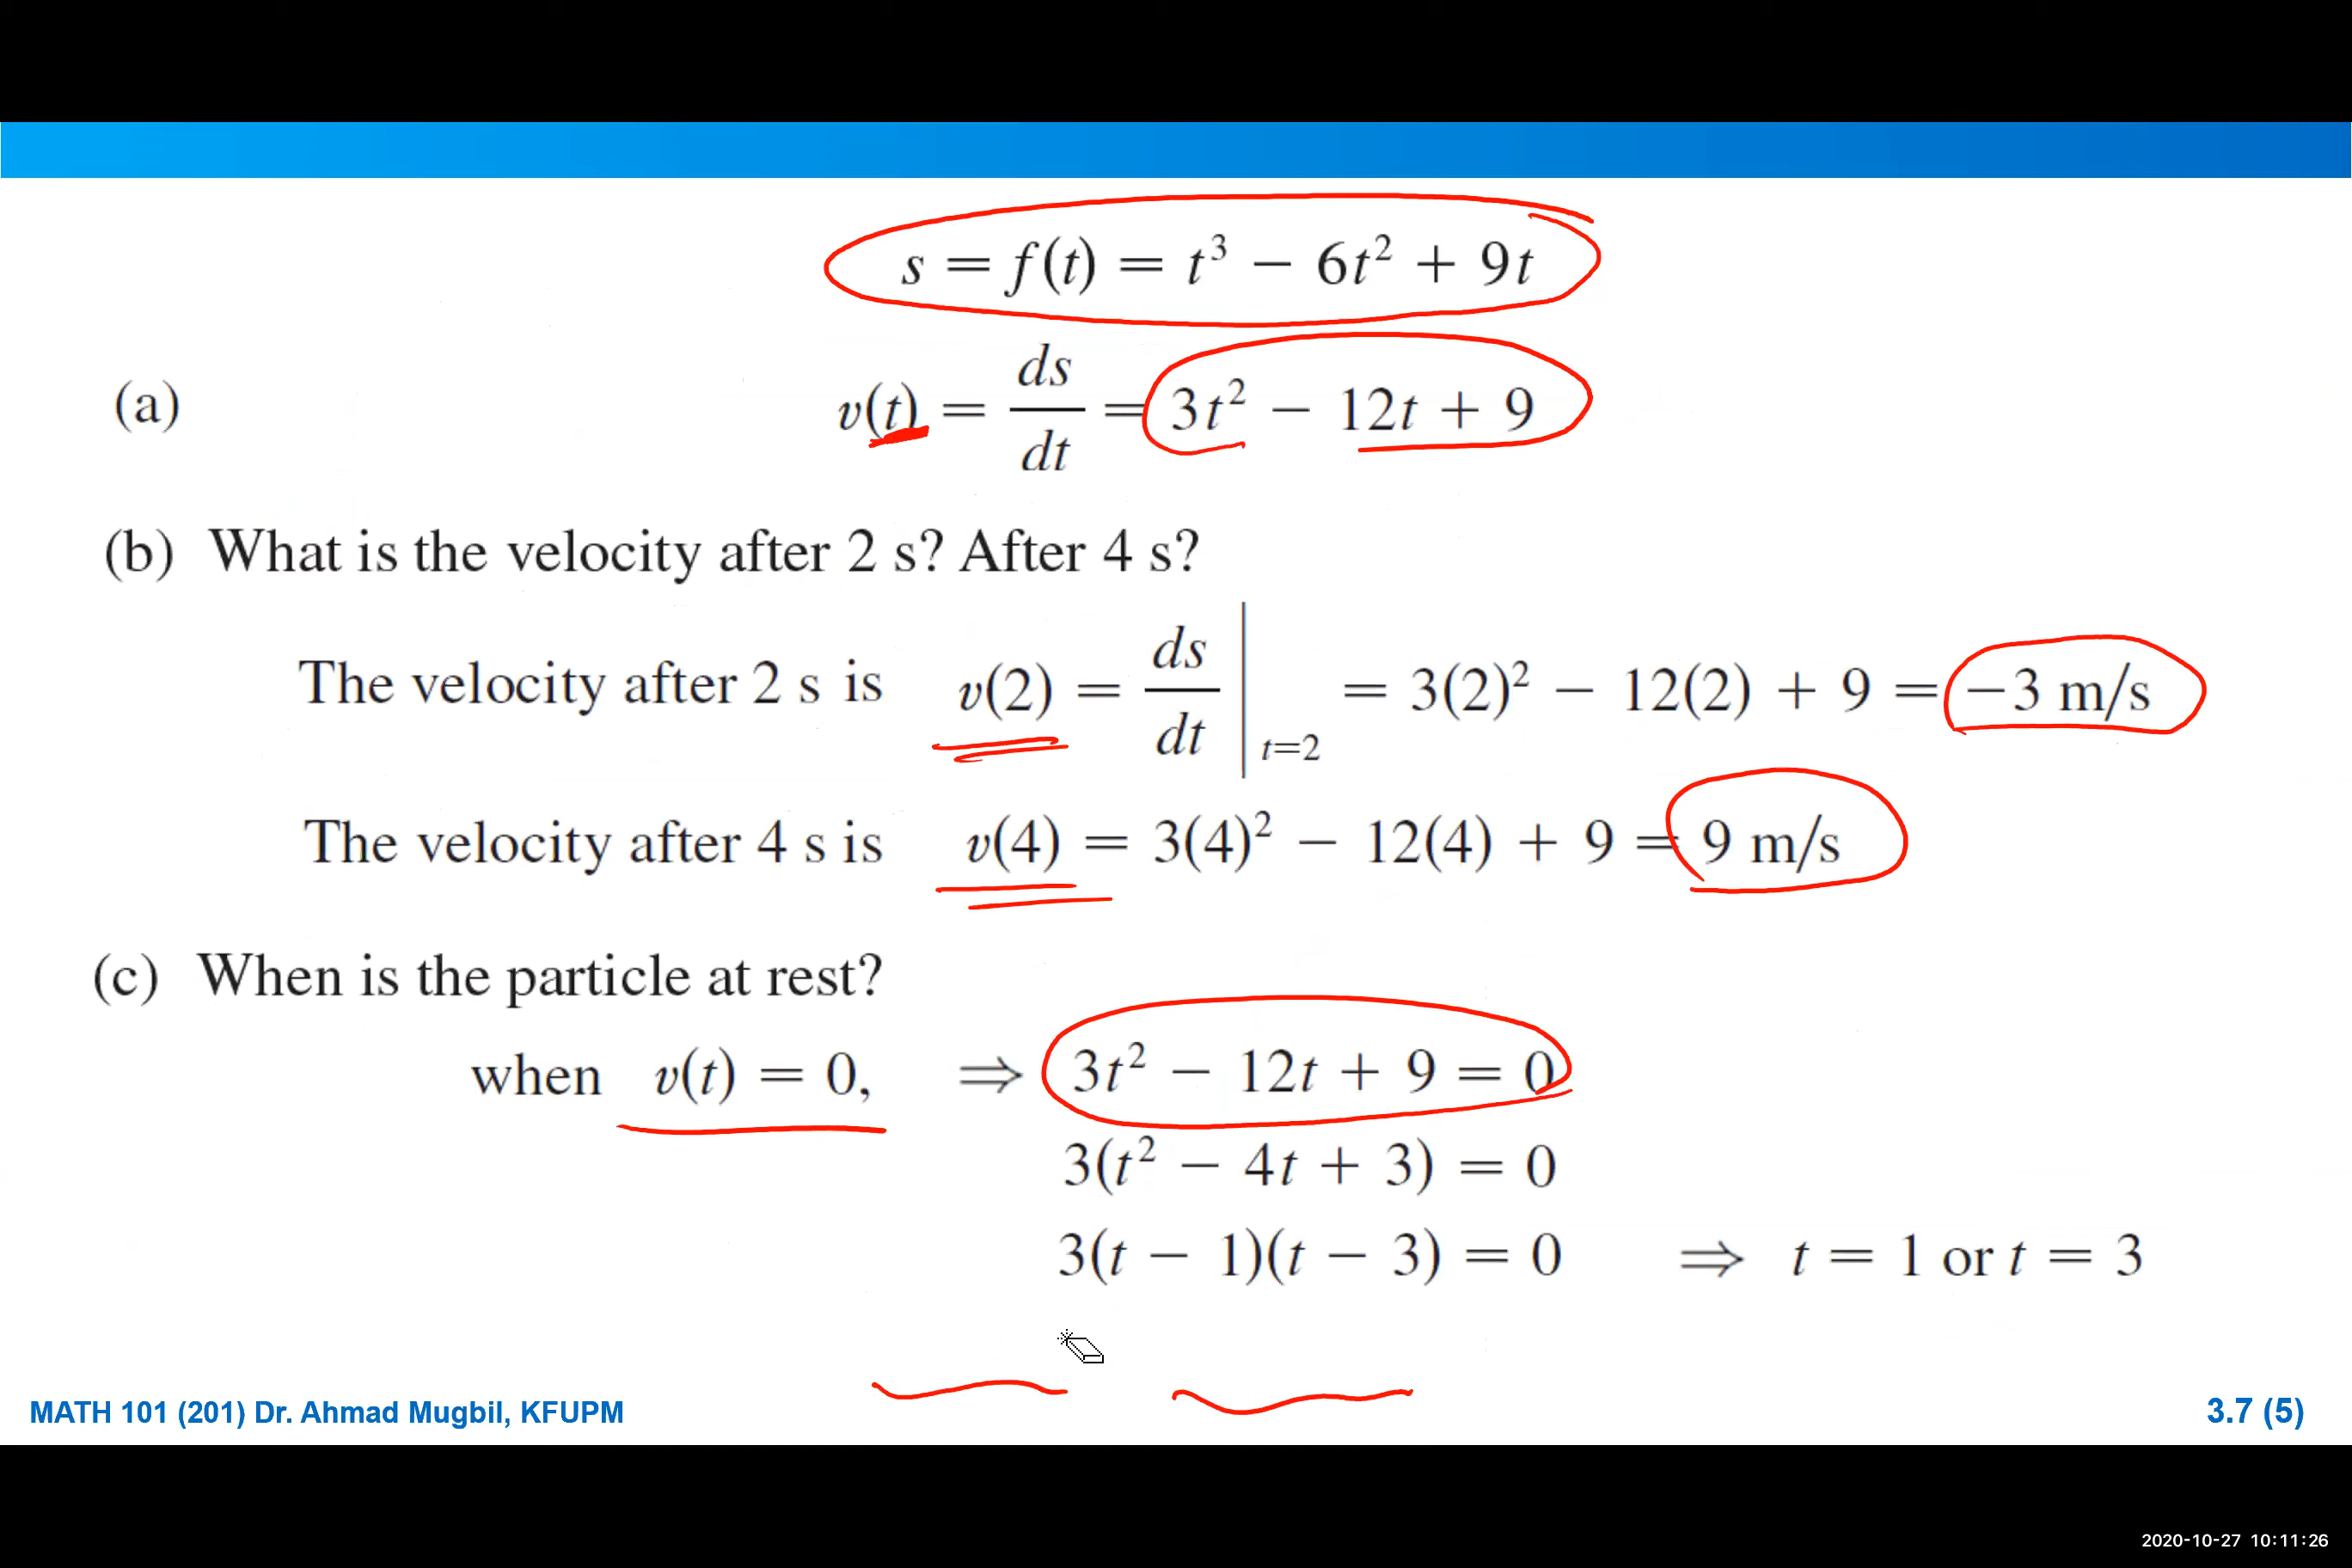 s = f(t) = t³ − 6t² + 9t
(a) v(t) = ds/dt = 3t² − 12t + 9
(b) What is the velocity after 2 s? After 4 s?
The velocity after 2 s is v(2) = ds/dt |t=2 = 3(2)² − 12(2) + 9 = −3 m/s
The velocity after 4 s is v(4) = 3(4)² − 12(4) + 9 = 9 m/s
(c) When is the particle at rest?
when v(t) = 0, ⇒ 3t² − 12t + 9 = 0
3(t² − 4t + 3) = 0
3(t − 1)(t − 3) = 0 ⇒ t = 1 or t = 3
MATH 101 (201) Dr. Ahmad Mugbil, KFUPM 3.7 (5)
2020-10-27 10:11:26